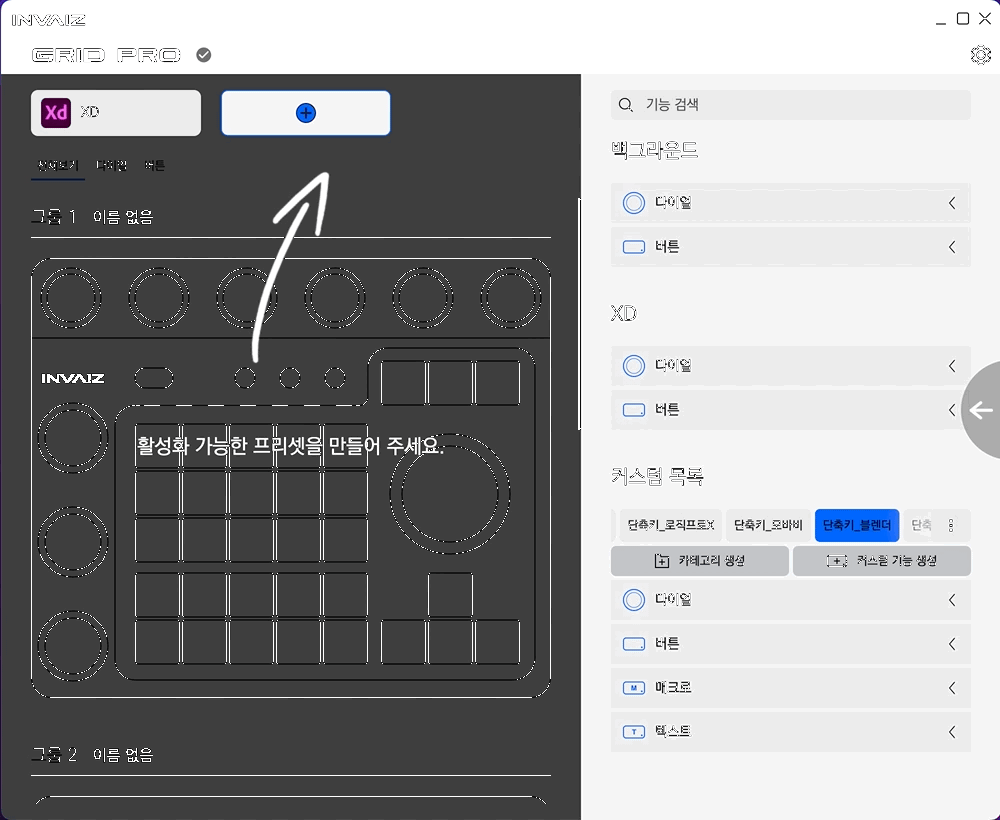 INVAIZ
GRID PRO
Xd XD
전체보기 다이얼 버튼
그룹 1 이름 없음
INVAIZ
활성화 가능한 프리셋을 만들어 주세요.
그룹 2 이름 없음
기능 검색
백그라운드
다이얼
버튼
XD
다이얼
버튼
커스텀 목록
단축키_로직프로X 단축키_모바비 단축키_블렌더 단축
카테고리 생성 커스텀 기능 생성
다이얼
버튼
M 매크로
T 텍스트